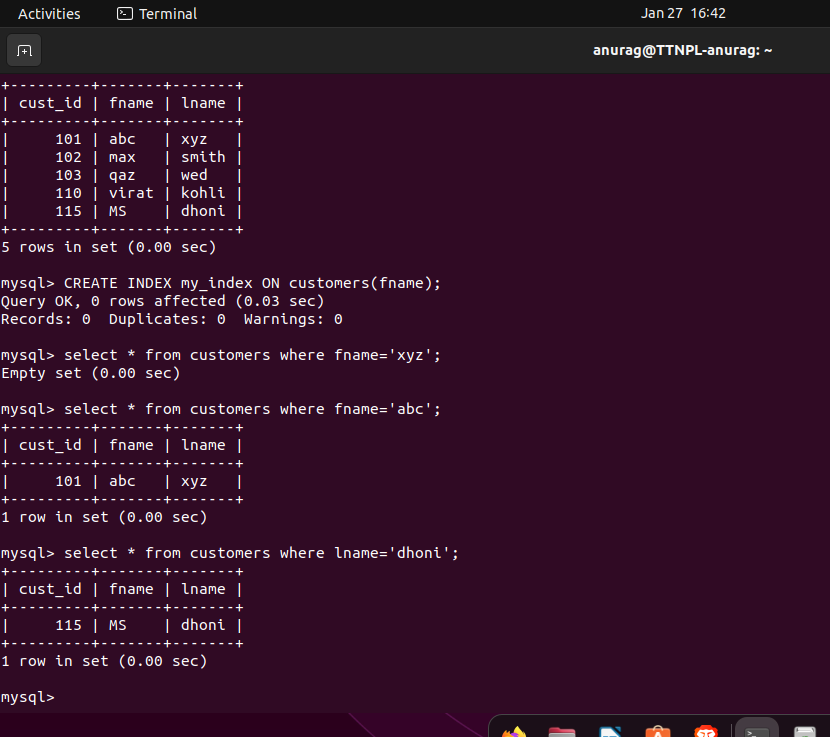 Activities Terminal Jan 27 16:42
anurag@TTNPL-anurag: ~
+---------+-------+-------+
| cust_id | fname | lname |
+---------+-------+-------+
|     101 | abc   | xyz   |
|     102 | max   | smith |
|     103 | qaz   | wed   |
|     110 | virat | kohli |
|     115 | MS    | dhoni |
+---------+-------+-------+
5 rows in set (0.00 sec)
mysql> CREATE INDEX my_index ON customers(fname);
Query OK, 0 rows affected (0.03 sec)
Records: 0  Duplicates: 0  Warnings: 0
mysql> select * from customers where fname='xyz';
Empty set (0.00 sec)
mysql> select * from customers where fname='abc';
+---------+-------+-------+
| cust_id | fname | lname |
+---------+-------+-------+
|     101 | abc   | xyz   |
+---------+-------+-------+
1 row in set (0.00 sec)
mysql> select * from customers where lname='dhoni';
+---------+-------+-------+
| cust_id | fname | lname |
+---------+-------+-------+
|     115 | MS    | dhoni |
+---------+-------+-------+
1 row in set (0.00 sec)
mysql>